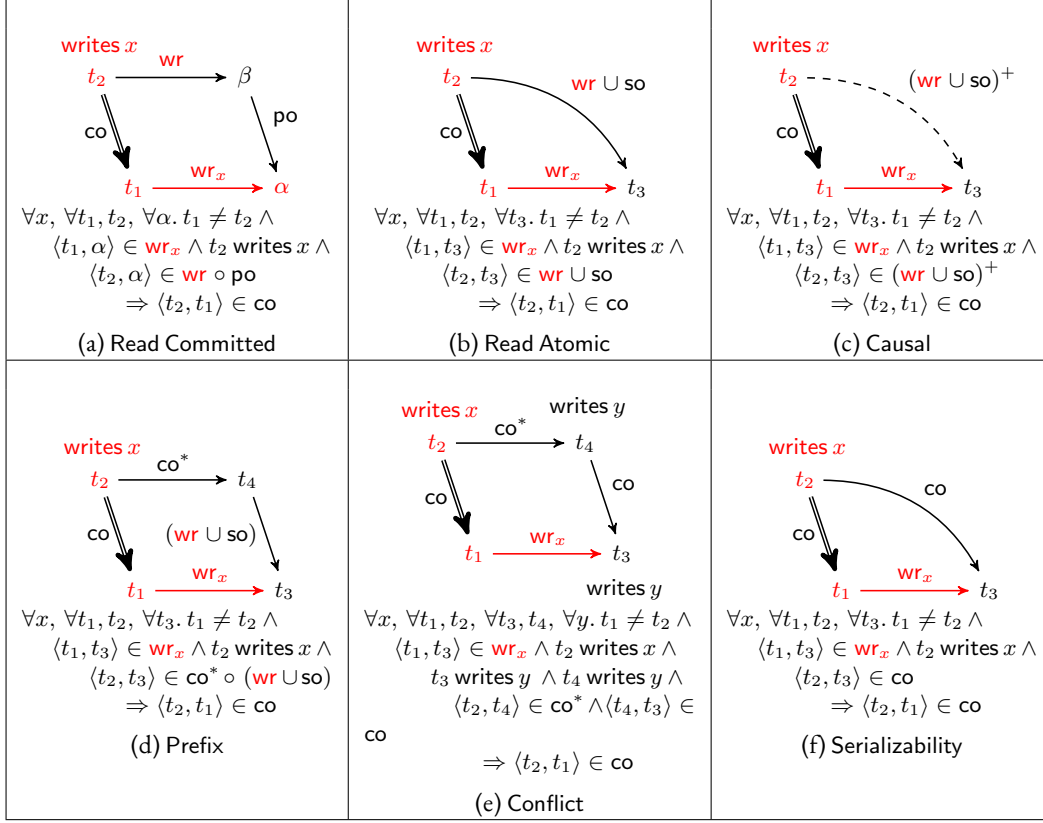 writes x
t₂ wr β
co po
t₁ wrₓ α
∀x, ∀t₁, t₂, ∀α. t₁ ≠ t₂ ∧
⟨t₁, α⟩ ∈ wrₓ ∧ t₂ writes x ∧
⟨t₂, α⟩ ∈ wr ∘ po
⇒ ⟨t₂, t₁⟩ ∈ co
(a) Read Committed
writes x
t₂ wr ∪ so
co
t₁ wrₓ t₃
∀x, ∀t₁, t₂, ∀t₃. t₁ ≠ t₂ ∧
⟨t₁, t₃⟩ ∈ wrₓ ∧ t₂ writes x ∧
⟨t₂, t₃⟩ ∈ wr ∪ so
⇒ ⟨t₂, t₁⟩ ∈ co
(b) Read Atomic
writes x
t₂ (wr ∪ so)⁺
co
t₁ wrₓ t₃
∀x, ∀t₁, t₂, ∀t₃. t₁ ≠ t₂ ∧
⟨t₁, t₃⟩ ∈ wrₓ ∧ t₂ writes x ∧
⟨t₂, t₃⟩ ∈ (wr ∪ so)⁺
⇒ ⟨t₂, t₁⟩ ∈ co
(c) Causal
writes x
t₂ co* t₄
co (wr ∪ so)
t₁ wrₓ t₃
∀x, ∀t₁, t₂, ∀t₃. t₁ ≠ t₂ ∧
⟨t₁, t₃⟩ ∈ wrₓ ∧ t₂ writes x ∧
⟨t₂, t₃⟩ ∈ co* ∘ (wr ∪ so)
⇒ ⟨t₂, t₁⟩ ∈ co
(d) Prefix
writes x writes y
t₂ co* t₄
co co
t₁ wrₓ t₃
writes y
∀x, ∀t₁, t₂, ∀t₃, t₄, ∀y. t₁ ≠ t₂ ∧
⟨t₁, t₃⟩ ∈ wrₓ ∧ t₂ writes x ∧
t₃ writes y ∧ t₄ writes y ∧
⟨t₂, t₄⟩ ∈ co* ∧⟨t₄, t₃⟩ ∈
co
⇒ ⟨t₂, t₁⟩ ∈ co
(e) Conflict
writes x
t₂ co
co
t₁ wrₓ t₃
∀x, ∀t₁, t₂, ∀t₃. t₁ ≠ t₂ ∧
⟨t₁, t₃⟩ ∈ wrₓ ∧ t₂ writes x ∧
⟨t₂, t₃⟩ ∈ co
⇒ ⟨t₂, t₁⟩ ∈ co
(f) Serializability